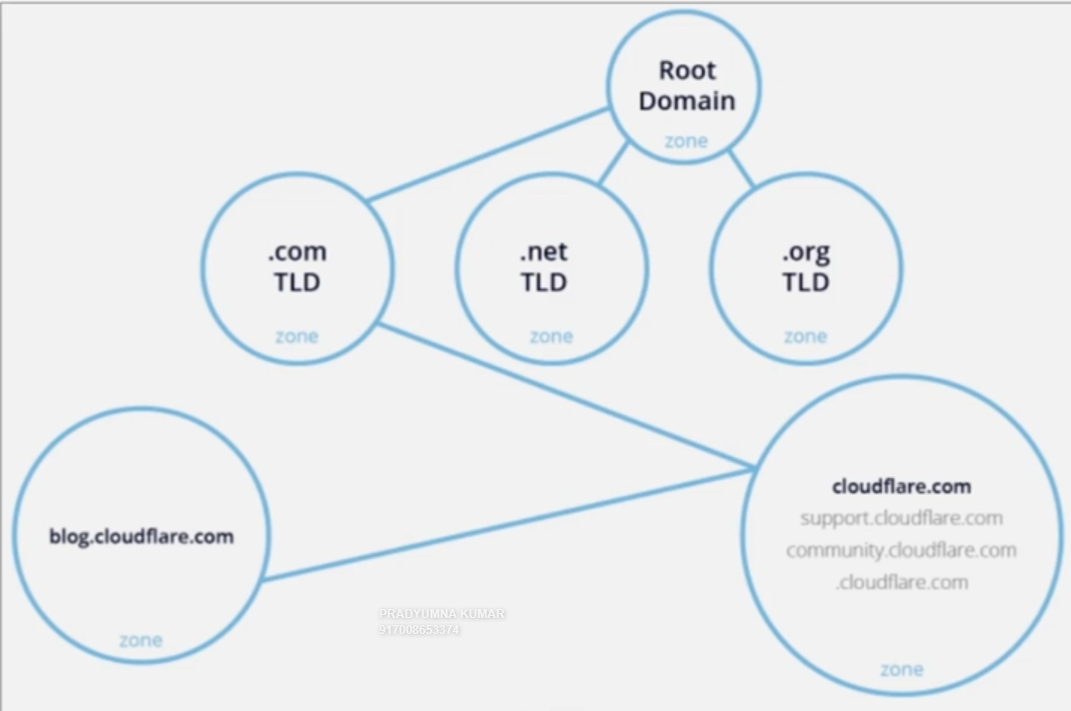 Root
Domain
zone
.com
TLD
zone
.net
TLD
zone
.org
TLD
zone
blog.cloudflare.com
zone
cloudflare.com
support.cloudflare.com
community.cloudflare.com
.cloudflare.com
zone
PRADYUMNA KUMAR
917008653374